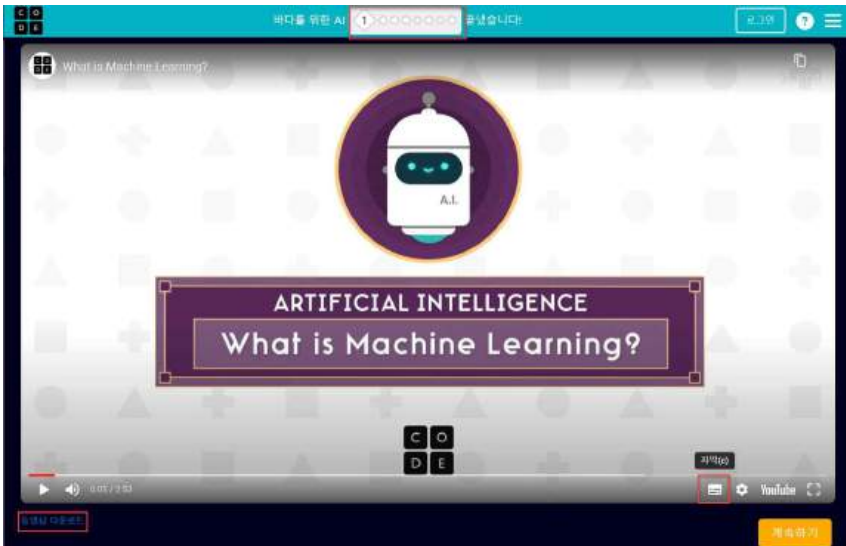 C O
D E
바다를 위한 AI 1 끝냈습니다!
로그인 ?
What is Machine Learning?
A.I.
ARTIFICIAL INTELLIGENCE
What is Machine Learning?
C O
D E
자막(c)
YouTube
동영상 다운로드
계속하기